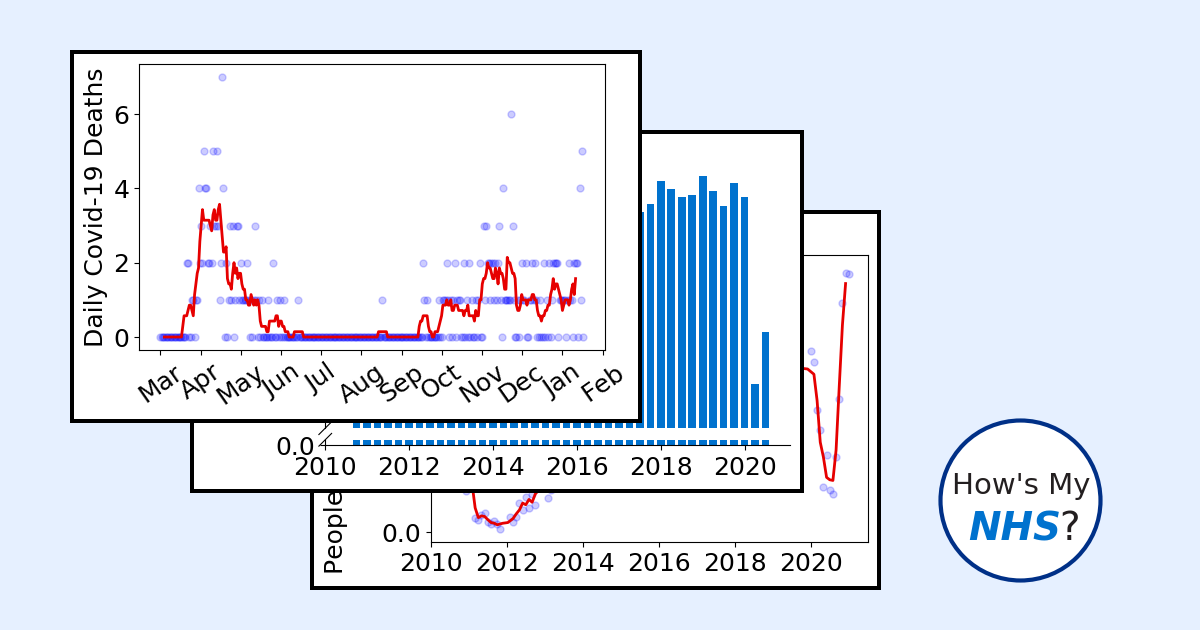 Daily Covid-19 Deaths
6
4
2
0
Mar Apr May Jun Jul Aug Sep Oct Nov Dec Jan Feb
0.0
2010 2012 2014 2016 2018 2020
People
0.0
2010 2012 2014 2016 2018 2020
How's My
NHS?